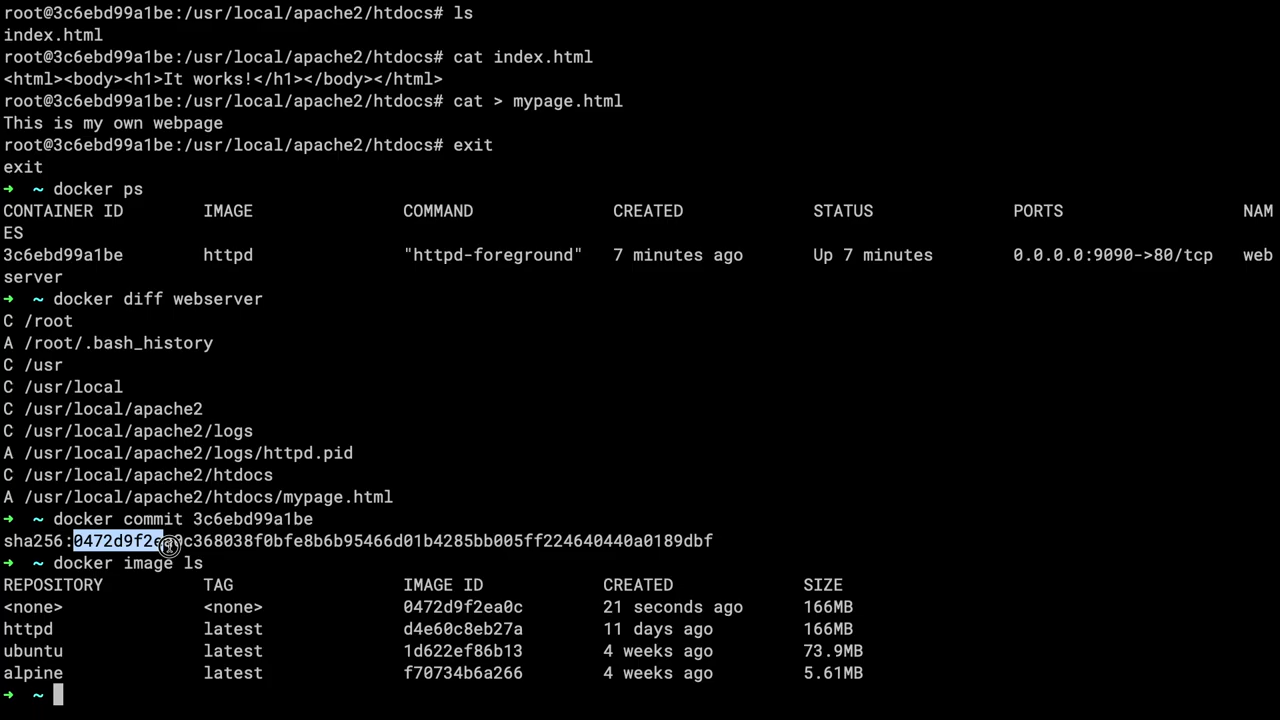 root@3c6ebd99a1be:/usr/local/apache2/htdocs# ls
index.html
root@3c6ebd99a1be:/usr/local/apache2/htdocs# cat index.html
<html><body><h1>It works!</h1></body></html>
root@3c6ebd99a1be:/usr/local/apache2/htdocs# cat > mypage.html
This is my own webpage
root@3c6ebd99a1be:/usr/local/apache2/htdocs# exit
exit
➜ ~ docker ps
CONTAINER ID IMAGE COMMAND CREATED STATUS PORTS NAM
ES
3c6ebd99a1be httpd "httpd-foreground" 7 minutes ago Up 7 minutes 0.0.0.0:9090->80/tcp web
server
➜ ~ docker diff webserver
C /root
A /root/.bash_history
C /usr
C /usr/local
C /usr/local/apache2
C /usr/local/apache2/logs
A /usr/local/apache2/logs/httpd.pid
C /usr/local/apache2/htdocs
A /usr/local/apache2/htdocs/mypage.html
➜ ~ docker commit 3c6ebd99a1be
sha256:0472d9f2ea0c368038f0bfe8b6b95466d01b4285bb005ff224640440a0189dbf
➜ ~ docker image ls
REPOSITORY TAG IMAGE ID CREATED SIZE
<none> <none> 0472d9f2ea0c 21 seconds ago 166MB
httpd latest d4e60c8eb27a 11 days ago 166MB
ubuntu latest 1d622ef86b13 4 weeks ago 73.9MB
alpine latest f70734b6a266 4 weeks ago 5.61MB
➜ ~